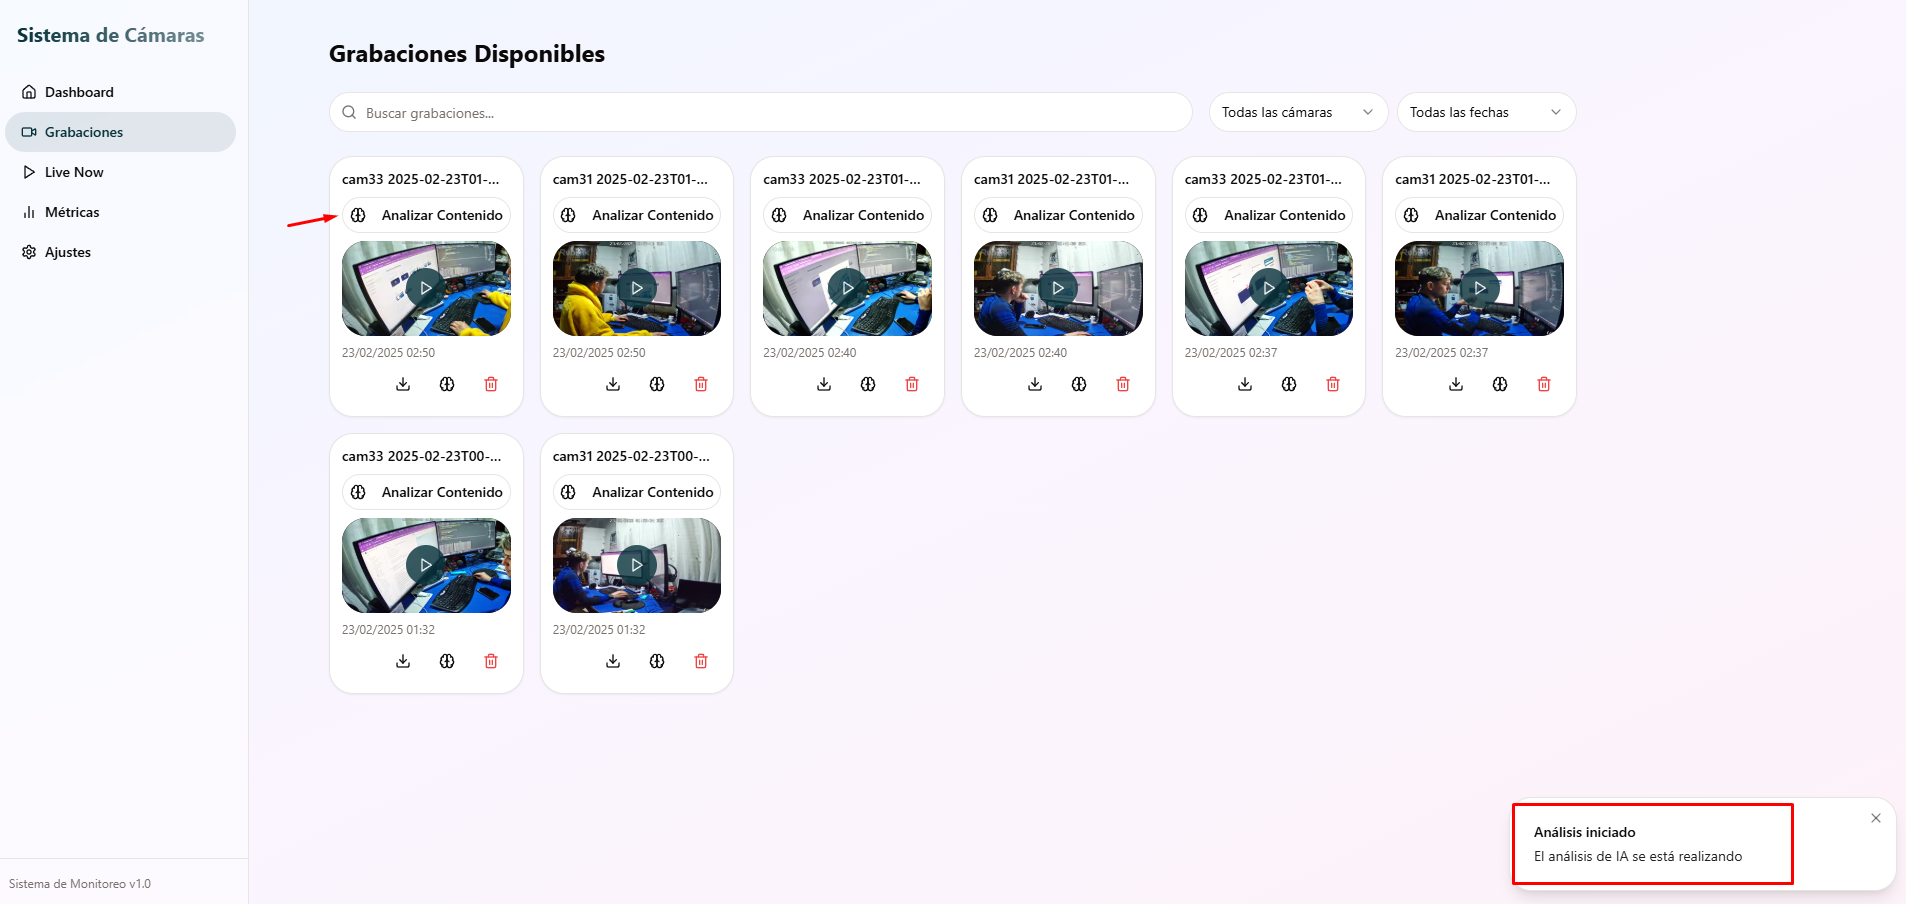 Sistema de Cámaras
Dashboard
Grabaciones
Live Now
Métricas
Ajustes
Sistema de Monitoreo v1.0
Grabaciones Disponibles
Buscar grabaciones...
Todas las cámaras
Todas las fechas
cam33 2025-02-23T01-...
Analizar Contenido
23/02/2025 02:50
cam31 2025-02-23T01-...
Analizar Contenido
23/02/2025 02:50
cam33 2025-02-23T01-...
Analizar Contenido
23/02/2025 02:40
cam31 2025-02-23T01-...
Analizar Contenido
23/02/2025 02:40
cam33 2025-02-23T01-...
Analizar Contenido
23/02/2025 02:37
cam31 2025-02-23T01-...
Analizar Contenido
23/02/2025 02:37
cam33 2025-02-23T00-...
Analizar Contenido
23/02/2025 01:32
cam31 2025-02-23T00-...
Analizar Contenido
23/02/2025 01:32
Análisis iniciado
El análisis de IA se está realizando